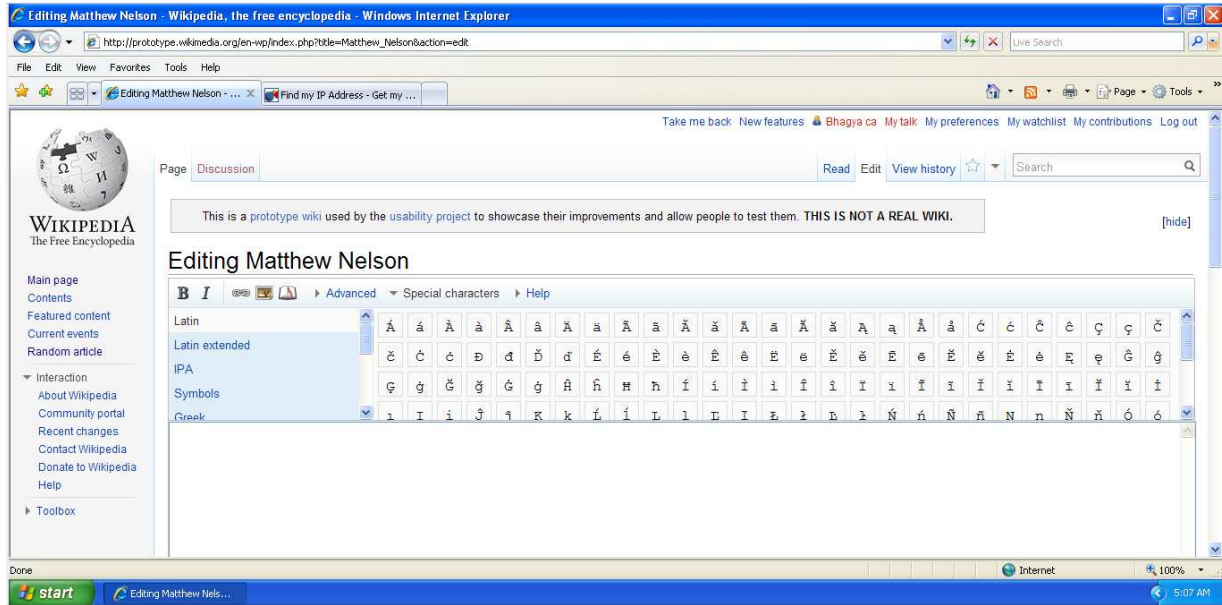 Editing Matthew Nelson - Wikipedia, the free encyclopedia - Windows Internet Explorer
http://prototype.wikimedia.org/en-wp/index.php?title=Matthew_Nelson&action=edit
Live Search
File Edit View Favorites Tools Help
Editing Matthew Nelson - ... Find my IP Address - Get my ... Page Tools
Take me back New features Bhagya ca My talk My preferences My watchlist My contributions Log out
Page Discussion Read Edit View history Search
WIKIPEDIA
The Free Encyclopedia
This is a prototype wiki used by the usability project to showcase their improvements and allow people to test them. THIS IS NOT A REAL WIKI.
[hide]
Editing Matthew Nelson
B I Advanced Special characters Help
Latin
Latin extended
IPA
Symbols
Greek
Á á À à Â â Ä ä Ã ã
Main page
Contents
Featured content
Current events
Random article
Interaction
About Wikipedia
Community portal
Recent changes
Contact Wikipedia
Donate to Wikipedia
Help
Toolbox
Done Internet 100%
start Editing Matthew Nels... 5:07 AM